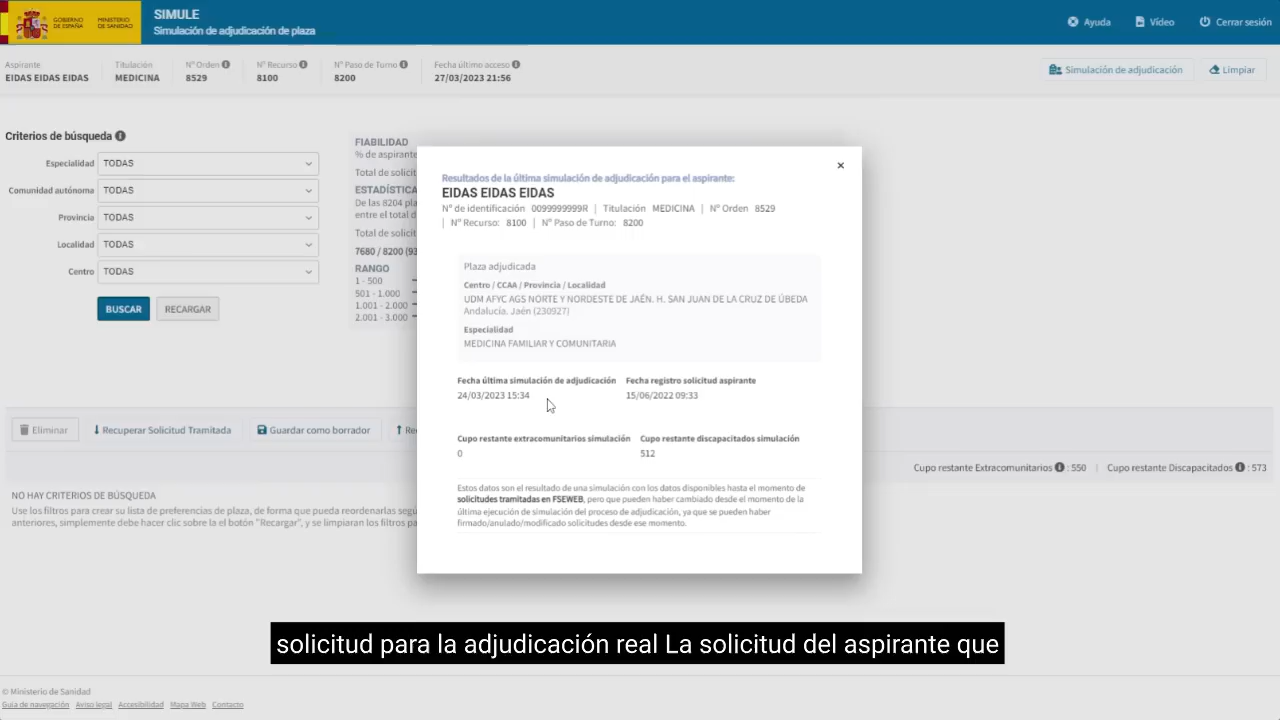 GOBIERNO DE ESPAÑA
MINISTERIO DE SANIDAD
SIMULE
Simulación de adjudicación de plaza
Ayuda
Vídeo
Cerrar sesión
Aspirante
EIDAS EIDAS EIDAS
Titulación
MEDICINA
Nº Orden
8529
Nº Recurso
8100
Nº Paso de Turno
8200
Fecha último acceso
27/03/2023 21:56
Simulación de adjudicación
Limpiar
Criterios de búsqueda
Especialidad TODAS
Comunidad autónoma TODAS
Provincia TODAS
Localidad TODAS
Centro TODAS
BUSCAR
RECARGAR
FIABILIDAD
% de aspirante
Total de solicit
ESTADÍSTICA
De las 8204 pla
entre el total d
Total de solicit
7680 / 8200 (93
RANGO
1 - 500
501 - 1.000
1.001 - 2.000
2.001 - 3.000
×
Resultados de la última simulación de adjudicación para el aspirante:
EIDAS EIDAS EIDAS
Nº de identificación 0099999999R | Titulación MEDICINA | Nº Orden 8529
| Nº Recurso: 8100 | Nº Paso de Turno: 8200
Plaza adjudicada
Centro / CCAA / Provincia / Localidad
UDM AFYC AGS NORTE Y NORDESTE DE JAÉN. H. SAN JUAN DE LA CRUZ DE ÚBEDA
Andalucía. Jaén (230927)
Especialidad
MEDICINA FAMILIAR Y COMUNITARIA
Fecha última simulación de adjudicación
24/03/2023 15:34
Fecha registro solicitud aspirante
15/06/2022 09:33
Cupo restante extracomunitarios simulación
0
Cupo restante discapacitados simulación
512
Estos datos son el resultado de una simulación con los datos disponibles hasta el momento de
solicitudes tramitadas en FSEWEB, pero que pueden haber cambiado desde el momento de la
última ejecución de simulación del proceso de adjudicación, ya que se pueden haber
firmado/anulado/modificado solicitudes desde ese momento.
Eliminar
Recuperar Solicitud Tramitada
Guardar como borrador
Re
Cupo restante Extracomunitarios : 550 | Cupo restante Discapacitados : 573
NO HAY CRITERIOS DE BÚSQUEDA
Use los filtros para crear su lista de preferencias de plaza, de forma que pueda reordenarlas segú
anteriores, simplemente debe hacer clic sobre la el botón "Recargar", y se limpiaran los filtros pa
solicitud para la adjudicación real La solicitud del aspirante que
© Ministerio de Sanidad
Guía de navegación Aviso legal Accesibilidad Mapa Web Contacto